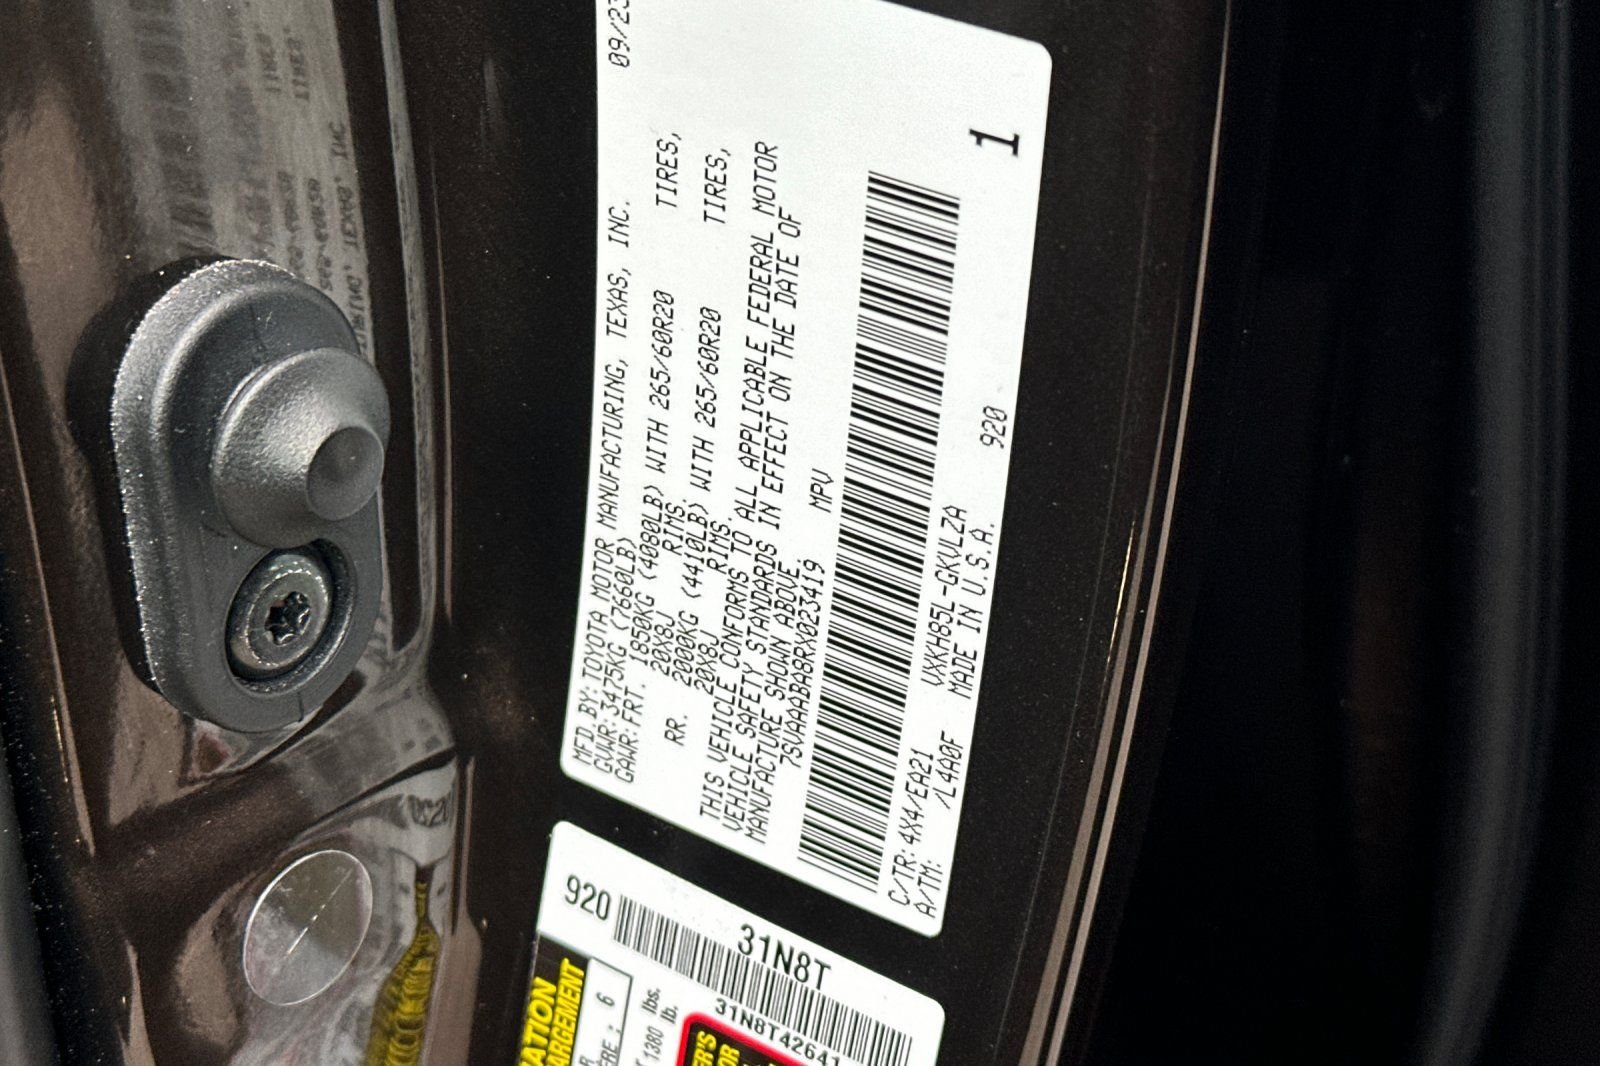 09/23
MFD.BY:TOYOTA MOTOR MANUFACTURING, TEXAS, INC.
GVWR:3475KG (7660LB)
GAWR:FRT. 1850KG (4080LB) WITH 265/60R20 TIRES,
20X8J RIMS.
RR. 2000KG (4410LB) WITH 265/60R20 TIRES,
20X8J RIMS.
THIS VEHICLE CONFORMS TO ALL APPLICABLE FEDERAL MOTOR
VEHICLE SAFETY STANDARDS IN EFFECT ON THE DATE OF
MANUFACTURE SHOWN ABOVE.
7SVAAABA8RX023419 MPV
1
C/TR:4X4/EA21 VXKH85L-GKVLZA 920
A/TM: /L4A0F MADE IN U.S.A.
920
31N8T
31N8T42641
6
1380 lbs.
lb.